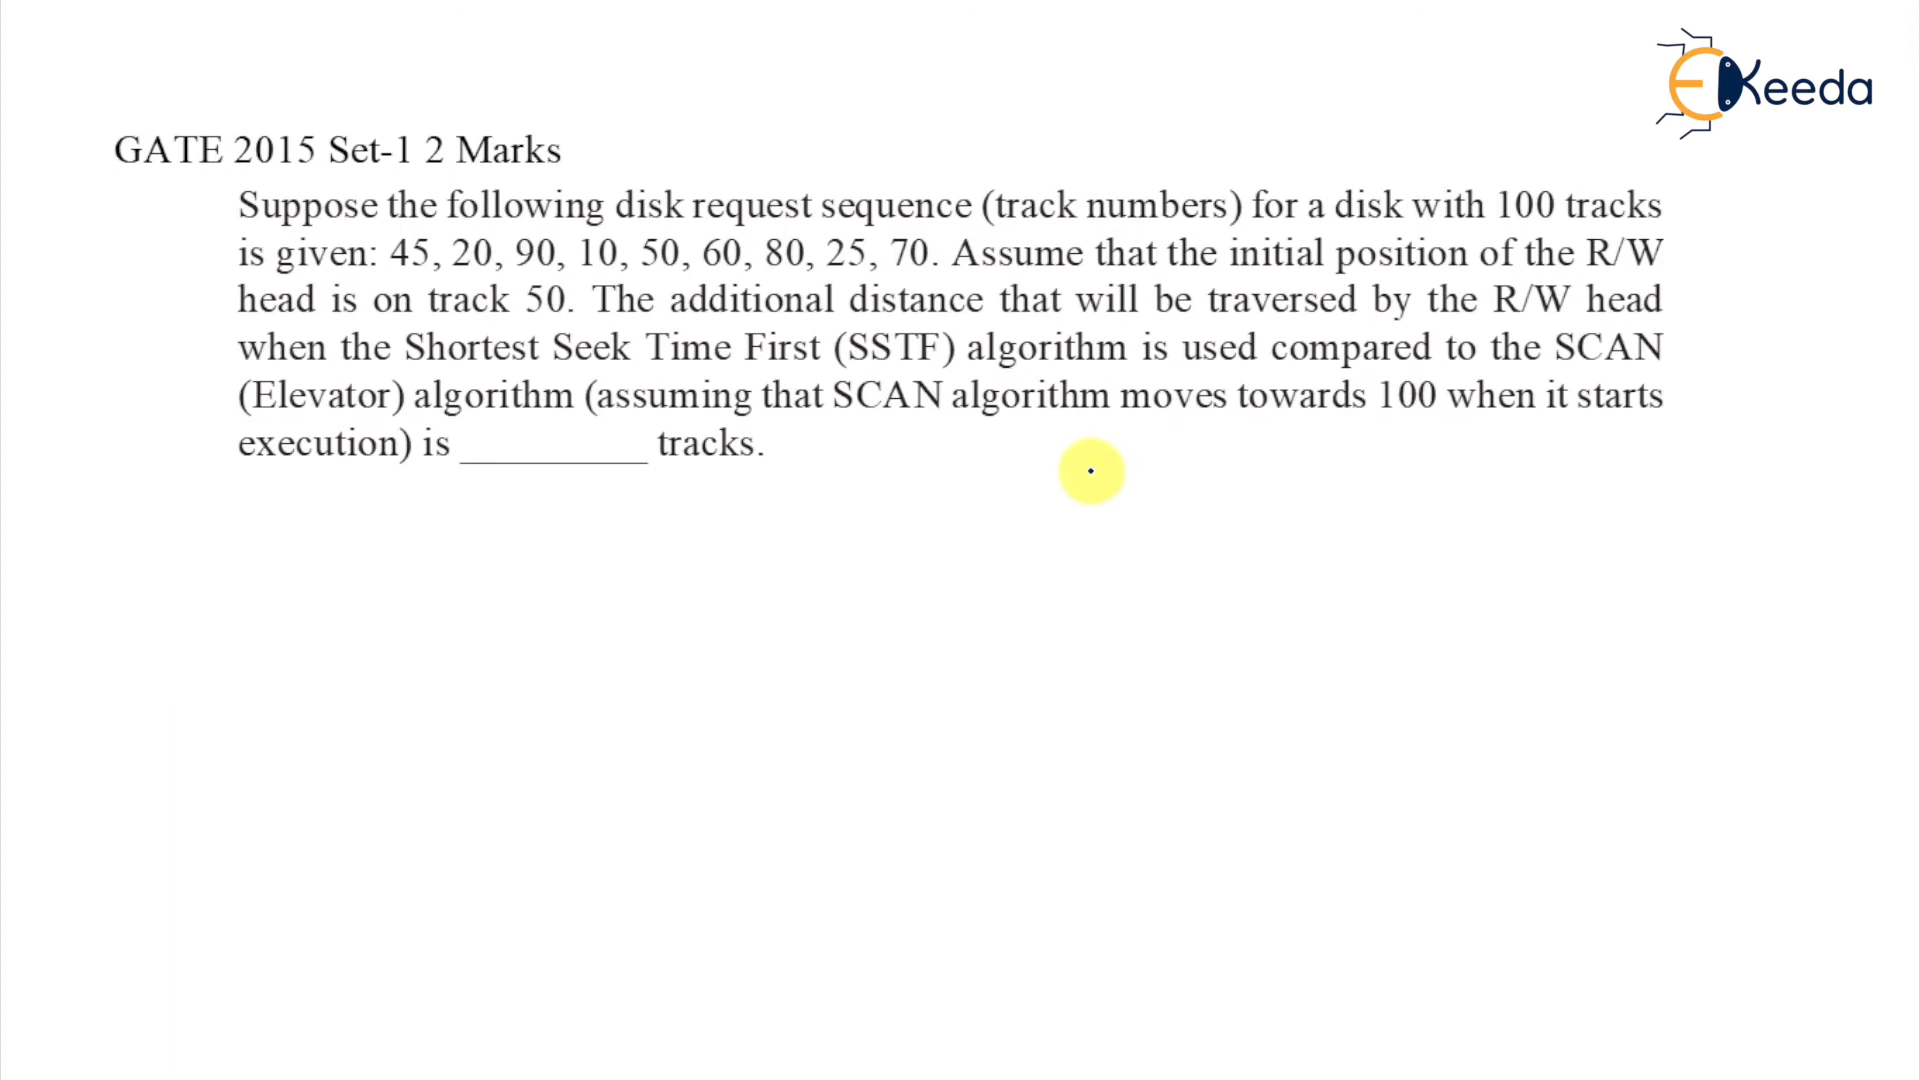 EKeeda
GATE 2015 Set-1 2 Marks
Suppose the following disk request sequence (track numbers) for a disk with 100 tracks
is given: 45, 20, 90, 10, 50, 60, 80, 25, 70. Assume that the initial position of the R/W
head is on track 50. The additional distance that will be traversed by the R/W head
when the Shortest Seek Time First (SSTF) algorithm is used compared to the SCAN
(Elevator) algorithm (assuming that SCAN algorithm moves towards 100 when it starts
execution) is __________ tracks.